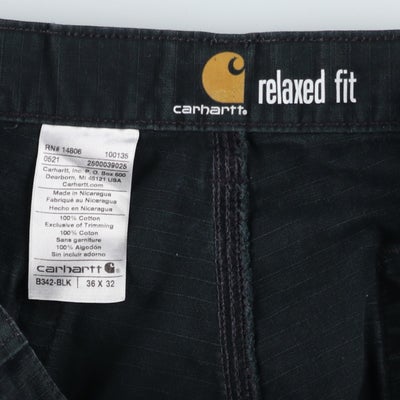 carhartt
relaxed fit
RN# 14806 100135
0521 2500039025
Carhartt, Inc. P.O. Box 600
Dearborn, MI 48121 USA
Carhartt.com
Made in Nicaragua
Fabriqué au Nicaragua
Hecho en Nicaragua
100% Cotton
Exclusive of Trimming
100% Coton
Sans garniture
100% Algodón
Sin incluir adorno
carhartt
B342-BLK 36 X 32